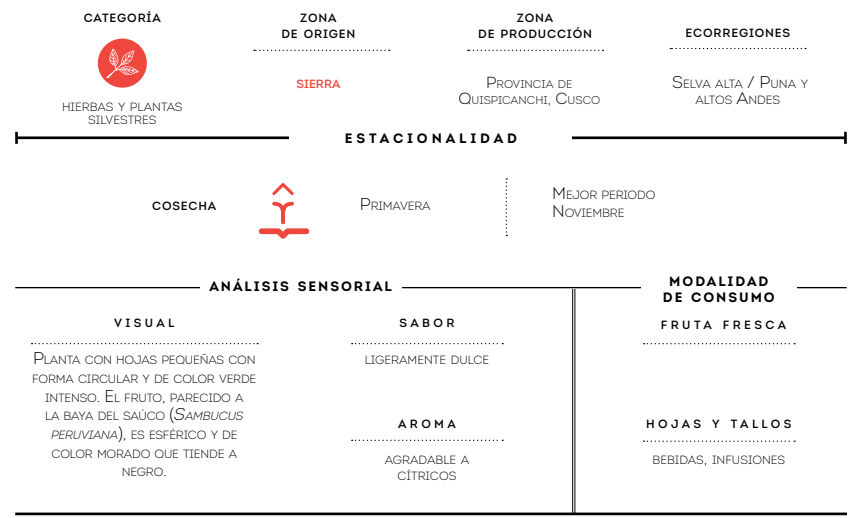 CATEGORÍA
HIERBAS Y PLANTAS
SILVESTRES
ZONA
DE ORIGEN
SIERRA
ZONA
DE PRODUCCIÓN
Provincia de
Quispicanchi, Cusco
ECORREGIONES
Selva alta / Puna y
altos Andes
ESTACIONALIDAD
COSECHA
Primavera
Mejor periodo
Noviembre
ANÁLISIS SENSORIAL
VISUAL
Planta con hojas pequeñas con
forma circular y de color verde
intenso. El fruto, parecido a
la baya del saúco (Sambucus
peruviana), es esférico y de
color morado que tiende a
negro.
SABOR
ligeramente dulce
AROMA
agradable a
cítricos
MODALIDAD
DE CONSUMO
FRUTA FRESCA
HOJAS Y TALLOS
bebidas, infusiones